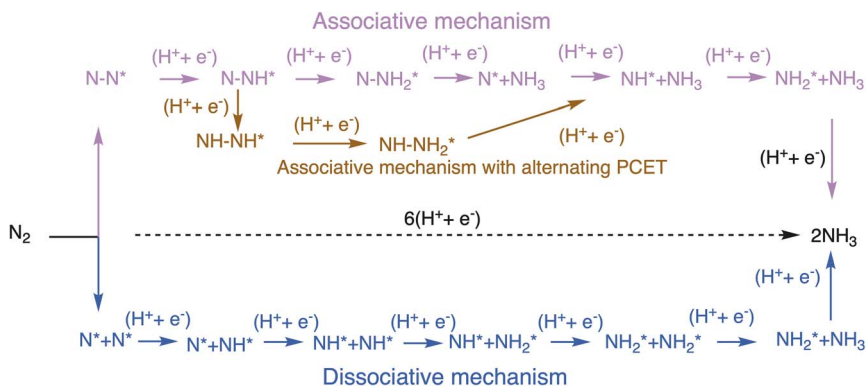 Associative mechanism
(H⁺+ e⁻) (H⁺+ e⁻) (H⁺+ e⁻) (H⁺+ e⁻) (H⁺+ e⁻)
N-N* N-NH* N-NH₂* N*+NH₃ NH*+NH₃ NH₂*+NH₃
(H⁺+ e⁻)
(H⁺+ e⁻) (H⁺+ e⁻)
NH-NH* NH-NH₂*
Associative mechanism with alternating PCET
(H⁺+ e⁻)
6(H⁺+ e⁻)
N₂ 2NH₃
(H⁺+ e⁻)
(H⁺+ e⁻) (H⁺+ e⁻) (H⁺+ e⁻) (H⁺+ e⁻) (H⁺+ e⁻)
N*+N* N*+NH* NH*+NH* NH*+NH₂* NH₂*+NH₂* NH₂*+NH₃
Dissociative mechanism